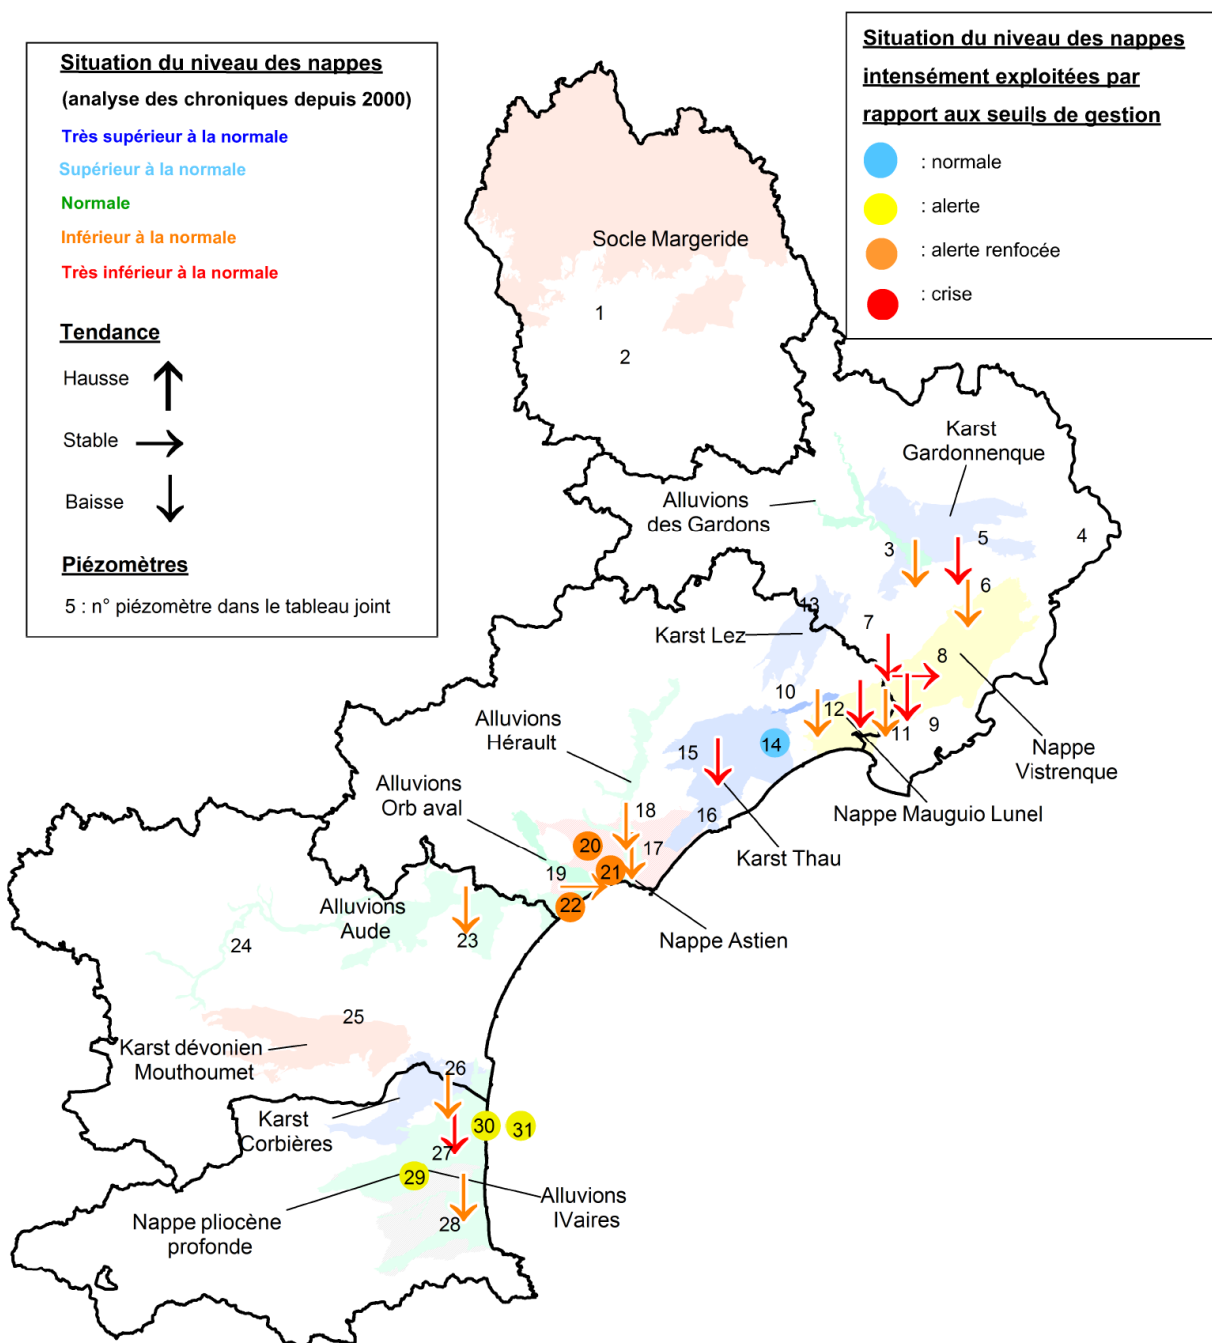 Situation du niveau des nappes
(analyse des chroniques depuis 2000)
Très supérieur à la normale
Supérieur à la normale
Normale
Inférieur à la normale
Très inférieur à la normale
Tendance
Hausse
Stable
Baisse
Piézomètres
5 : n° piézomètre dans le tableau joint
Situation du niveau des nappes
intensément exploitées par
rapport aux seuils de gestion
: normale
: alerte
: alerte renfocée
: crise
Socle Margeride
1
2
Karst
Gardonnenque
Alluvions
des Gardons
3
5
4
6
13
7
Karst Lez
8
10
12
11
9
Nappe
Vistrenque
Alluvions
Hérault
15
14
Nappe Mauguio Lunel
Alluvions
Orb aval
18
16
Karst Thau
20
17
19
21
22
Nappe Astien
Alluvions
Aude
23
24
25
Karst dévonien
Mouthoumet
26
Karst
Corbières
30
31
27
29
Alluvions
IVaires
Nappe pliocène
profonde
28